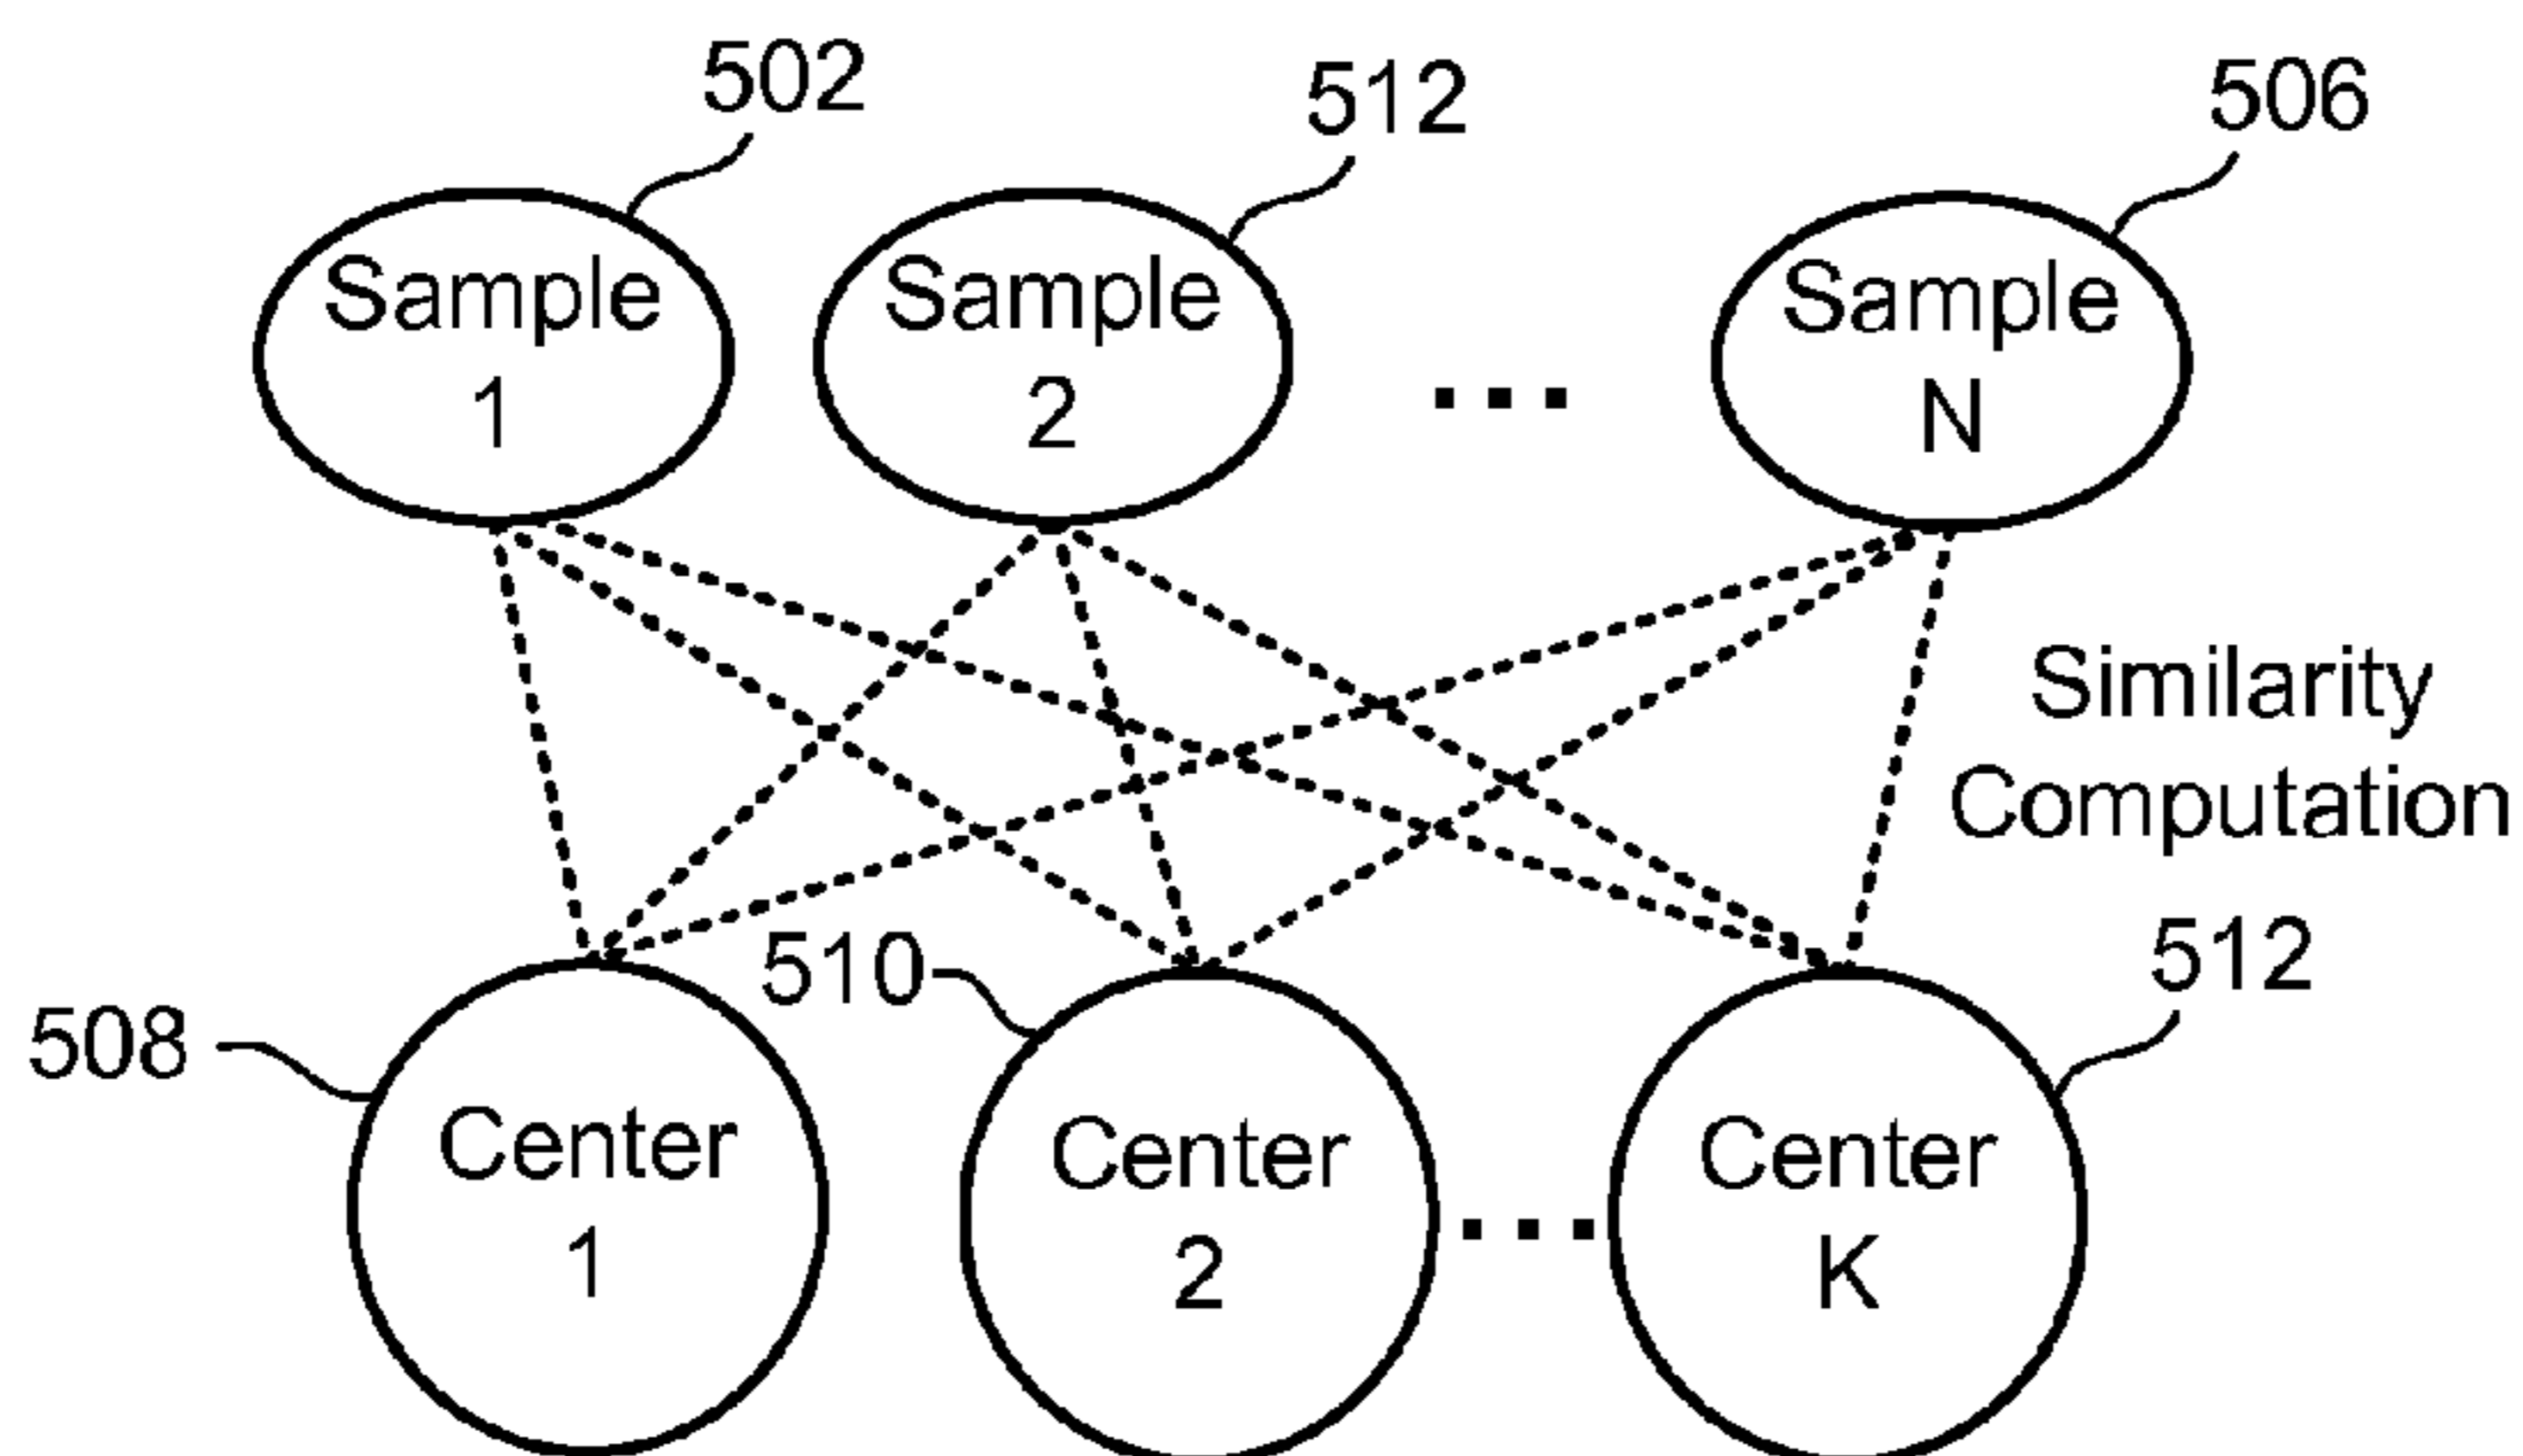 502
512
506
Sample
1
Sample
2
...
Sample
N
Similarity
Computation
508
510
512
Center
1
Center
2
...
Center
K